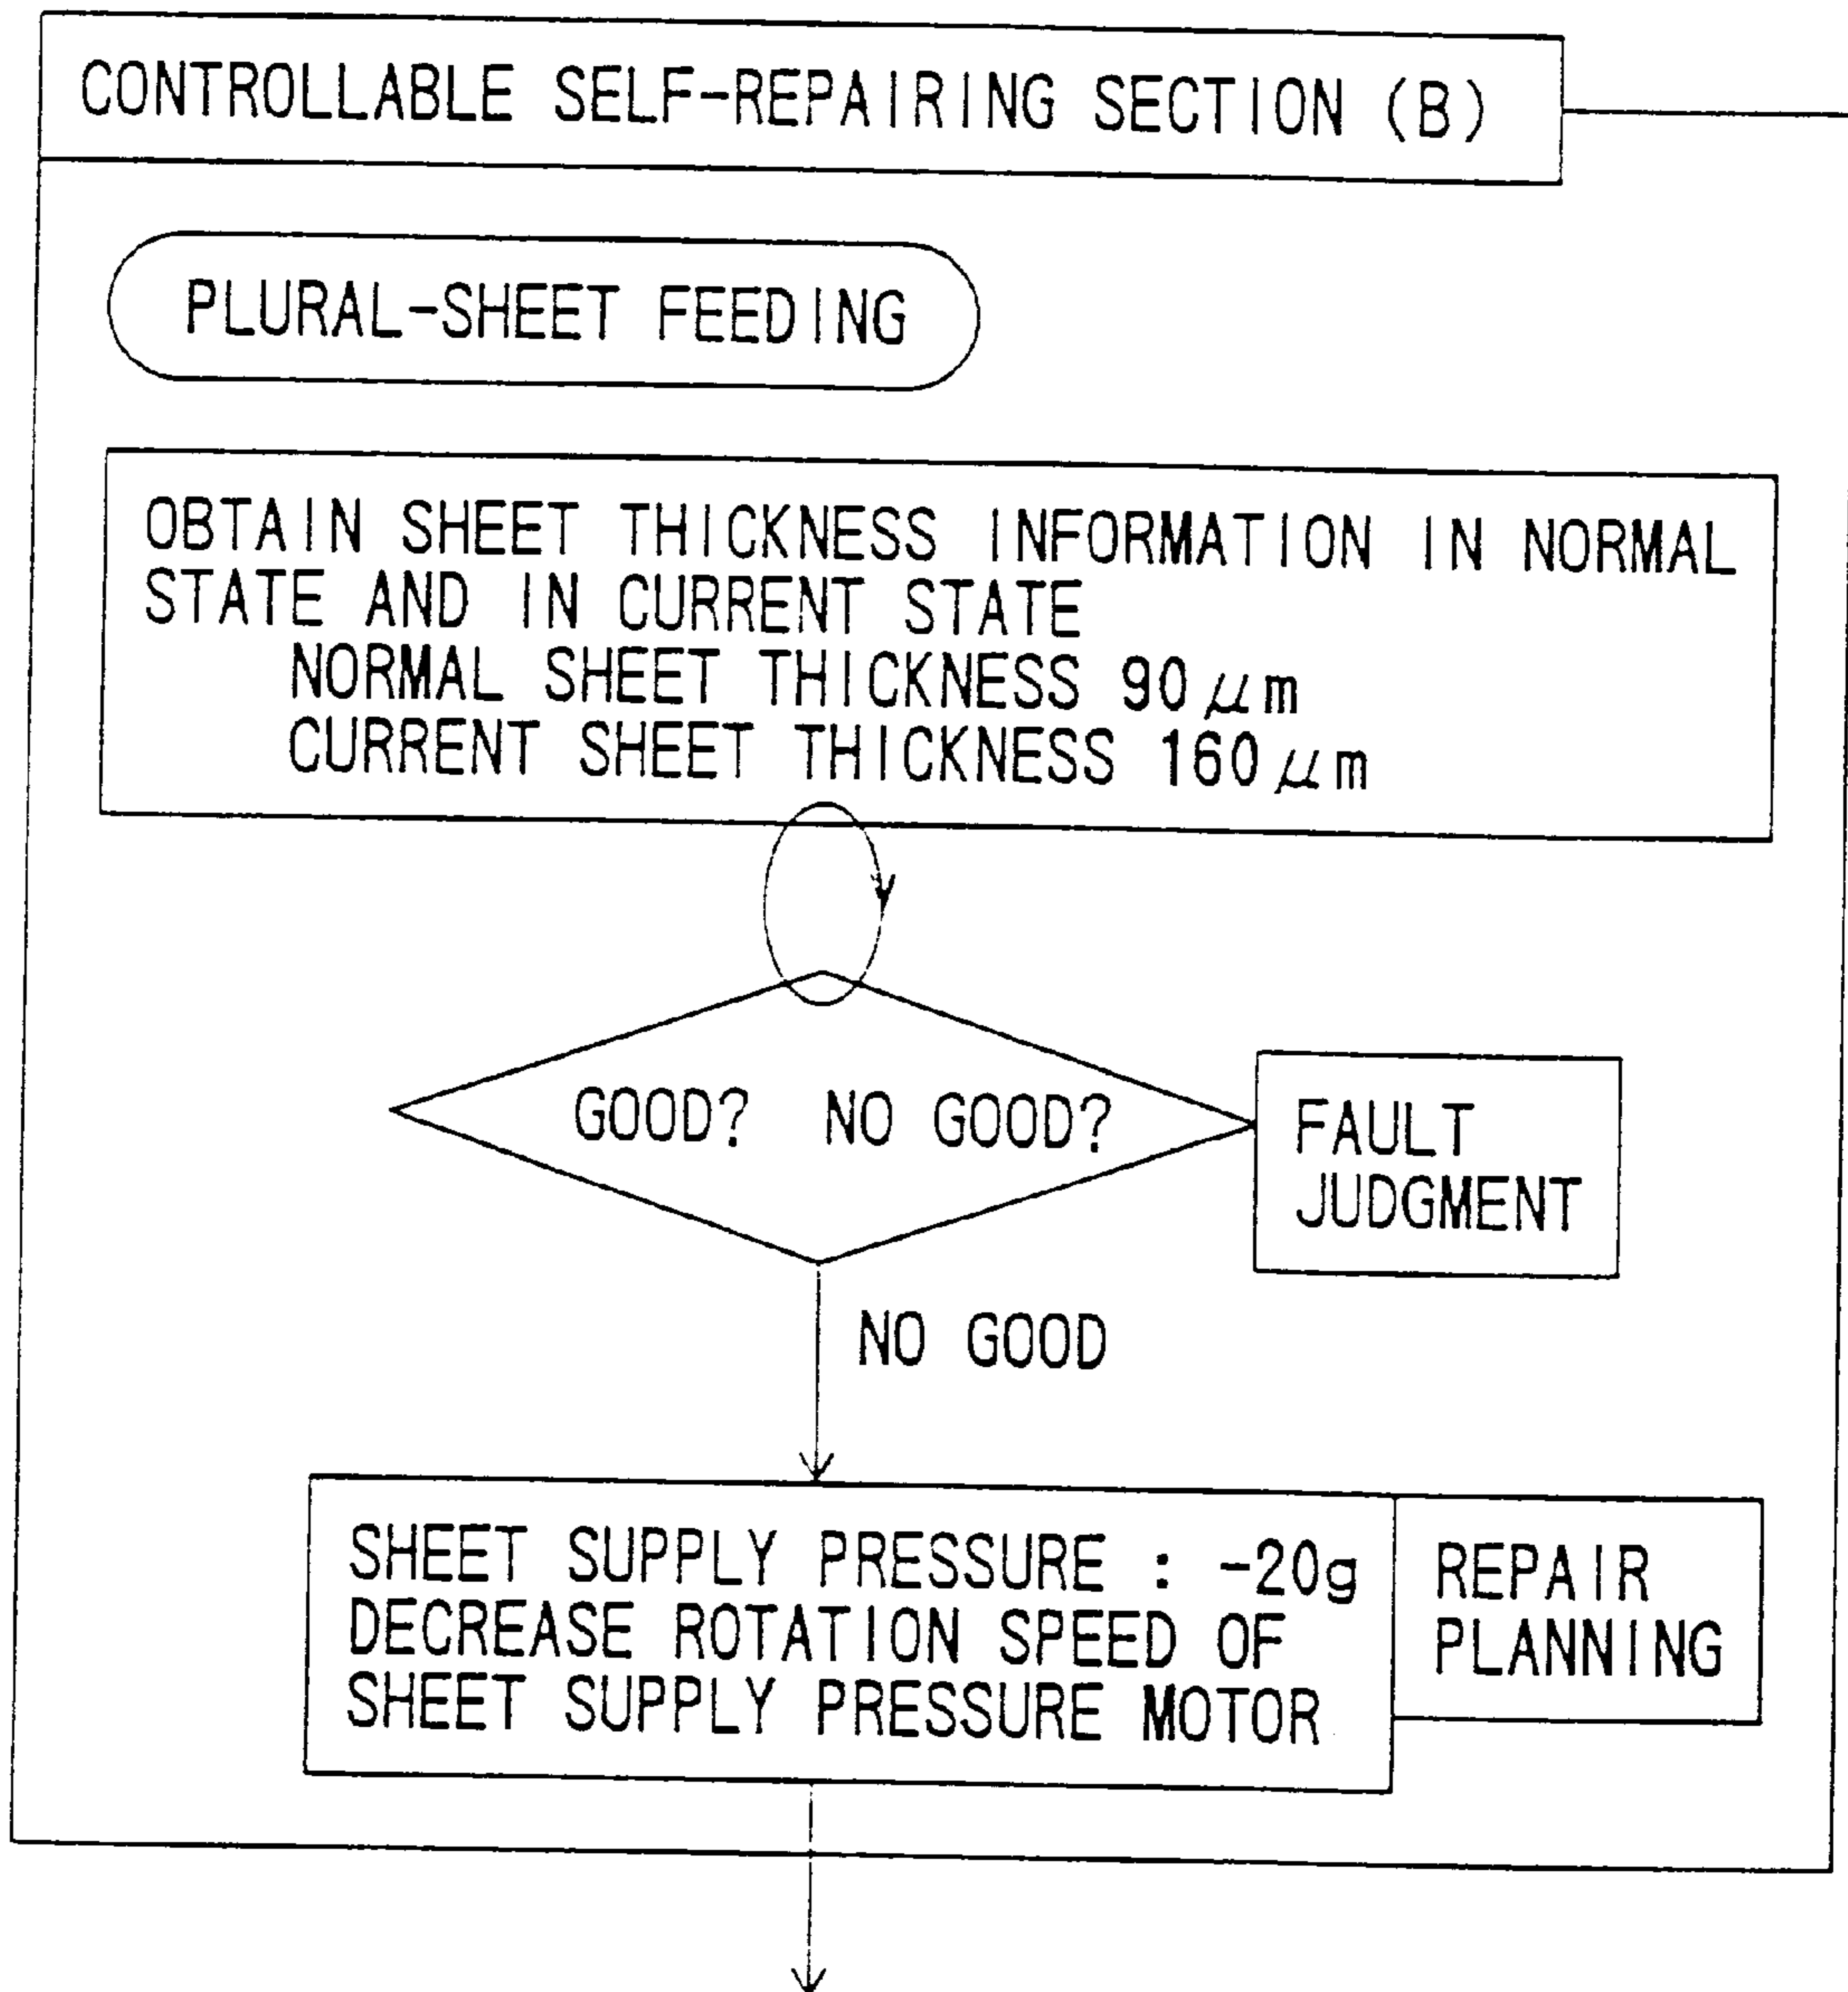 CONTROLLABLE SELF-REPAIRING SECTION (B)
PLURAL-SHEET FEEDING
OBTAIN SHEET THICKNESS INFORMATION IN NORMAL
STATE AND IN CURRENT STATE
NORMAL SHEET THICKNESS 90μm
CURRENT SHEET THICKNESS 160μm
GOOD? NO GOOD?
FAULT
JUDGMENT
NO GOOD
SHEET SUPPLY PRESSURE : -20g
DECREASE ROTATION SPEED OF
SHEET SUPPLY PRESSURE MOTOR
REPAIR
PLANNING